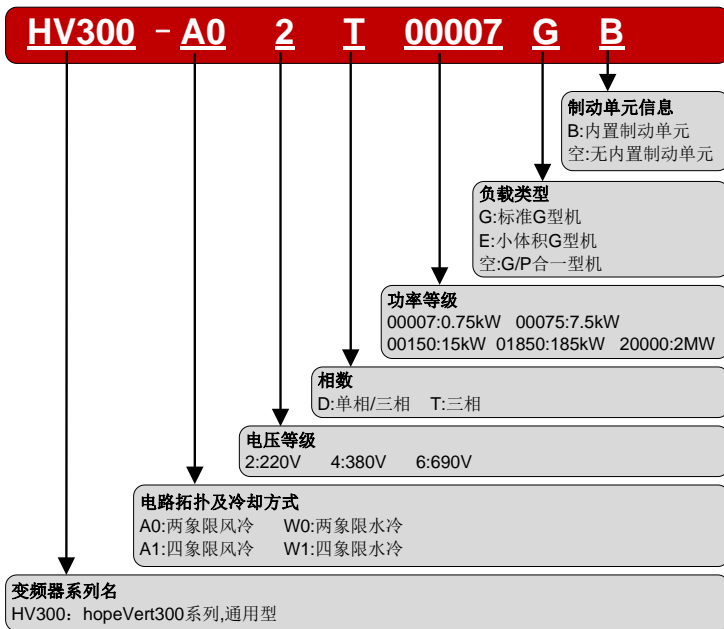 HV300 - A0 2 T 00007 G B
制动单元信息
B:内置制动单元
空:无内置制动单元
负载类型
G:标准G型机
E:小体积G型机
空:G/P合一型机
功率等级
00007:0.75kW 00075:7.5kW
00150:15kW 01850:185kW 20000:2MW
相数
D:单相/三相 T:三相
电压等级
2:220V 4:380V 6:690V
电路拓扑及冷却方式
A0:两象限风冷 W0:两象限水冷
A1:四象限风冷 W1:四象限水冷
变频器系列名
HV300：hopeVert300系列,通用型